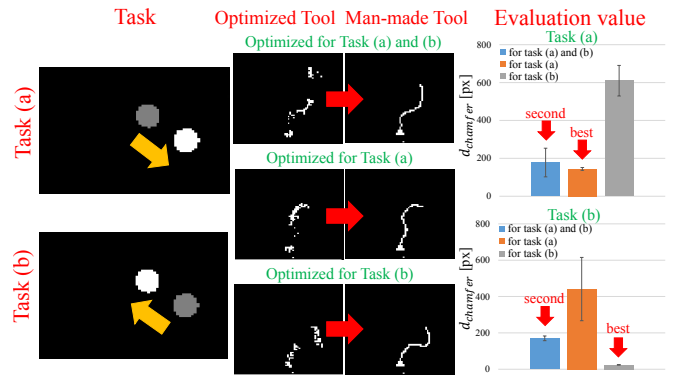 Task
Optimized Tool
Man-made Tool
Evaluation value
Task (a)
Task (b)
Optimized for Task (a) and (b)
Optimized for Task (a)
Optimized for Task (b)
Task (a)
d_chamfer [px]
800
600
400
200
0
for task (a) and (b)
for task (a)
for task (b)
second
best
Task (b)
d_chamfer [px]
800
600
400
200
0
for task (a) and (b)
for task (a)
for task (b)
second
best